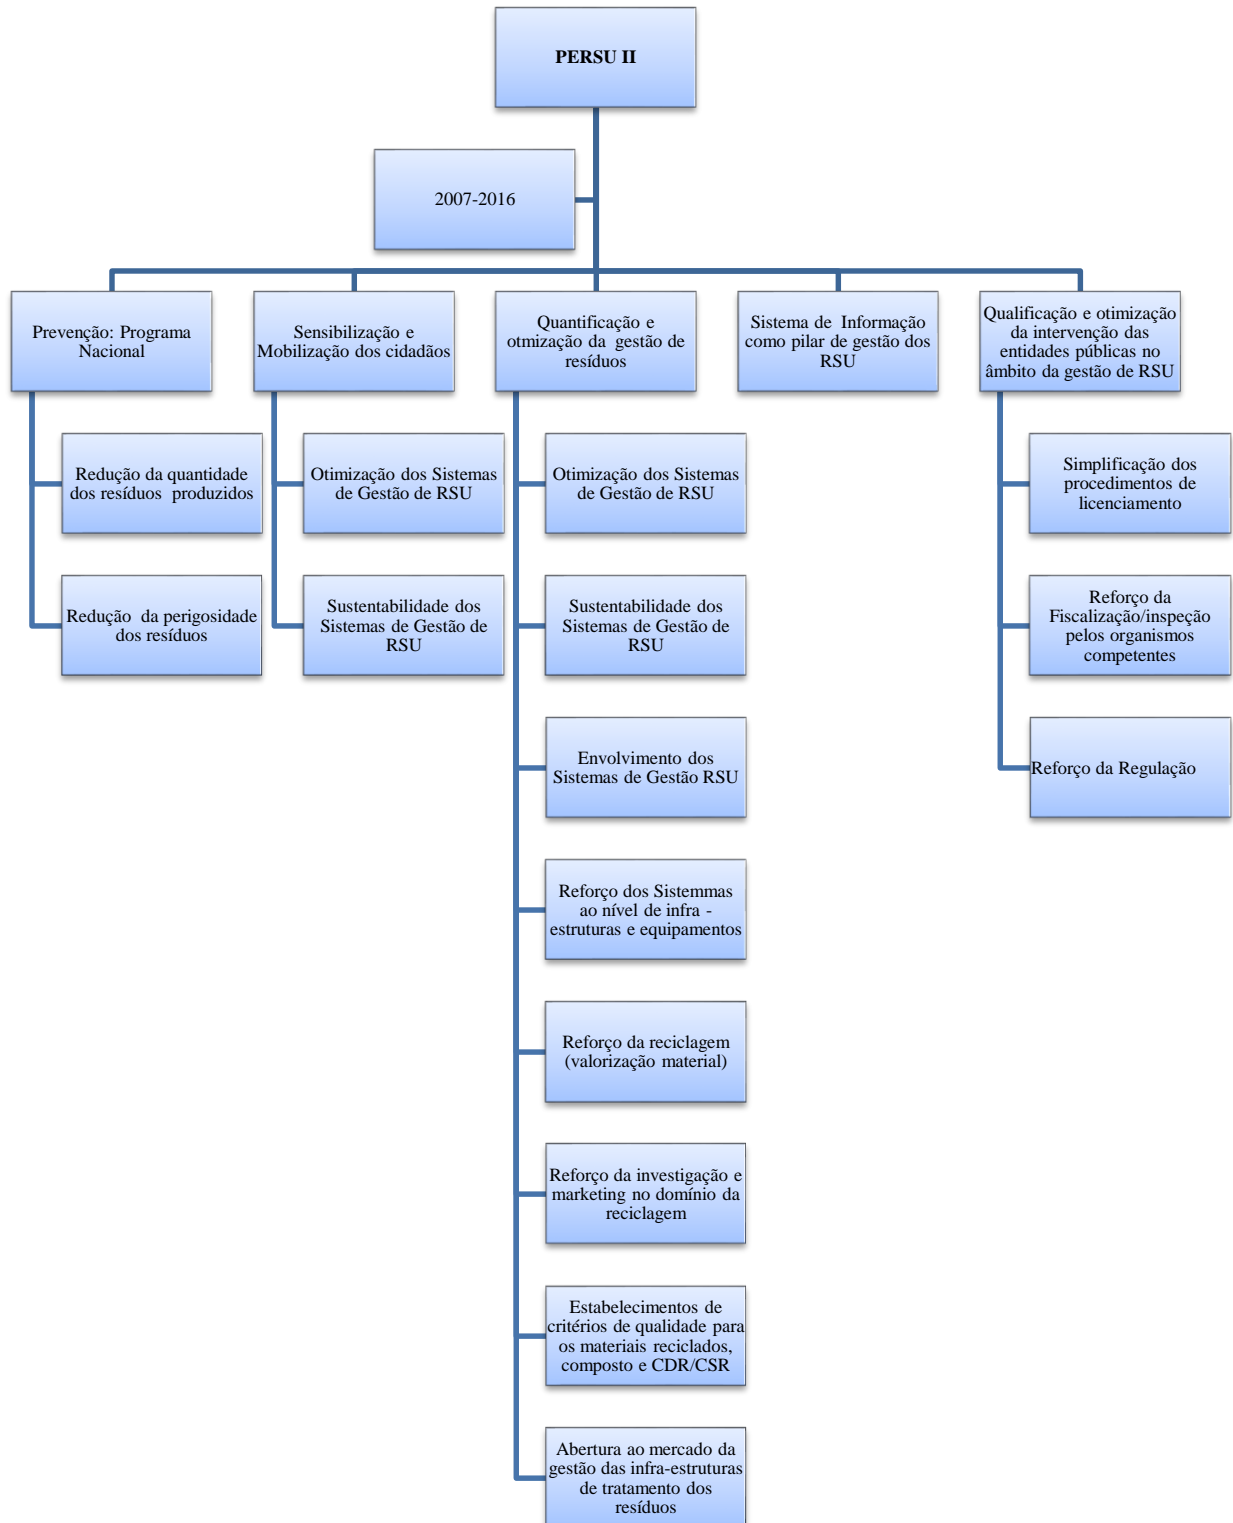 PERSU II
2007-2016
Prevenção: Programa
Nacional
Redução da quantidade
dos resíduos produzidos
Redução da perigosidade
dos resíduos
Sensibilização e
Mobilização dos cidadãos
Otimização dos Sistemas
de Gestão de RSU
Sustentabilidade dos
Sistemas de Gestão de
RSU
Quantificação e
otmização da gestão de
resíduos
Otimização dos Sistemas
de Gestão de RSU
Sustentabilidade dos
Sistemas de Gestão de
RSU
Envolvimento dos
Sistemas de Gestão RSU
Reforço dos Sistemmas
ao nível de infra -
estruturas e equipamentos
Reforço da reciclagem
(valorização material)
Reforço da investigação e
marketing no domínio da
reciclagem
Estabelecimentos de
critérios de qualidade para
os materiais reciclados,
composto e CDR/CSR
Abertura ao mercado da
gestão das infra-estruturas
de tratamento dos
resíduos
Sistema de Informação
como pilar de gestão dos
RSU
Qualificação e otimização
da intervenção das
entidades públicas no
âmbito da gestão de RSU
Simplificação dos
procedimentos de
licenciamento
Reforço da
Fiscalização/inspeção
pelos organismos
competentes
Reforço da Regulação